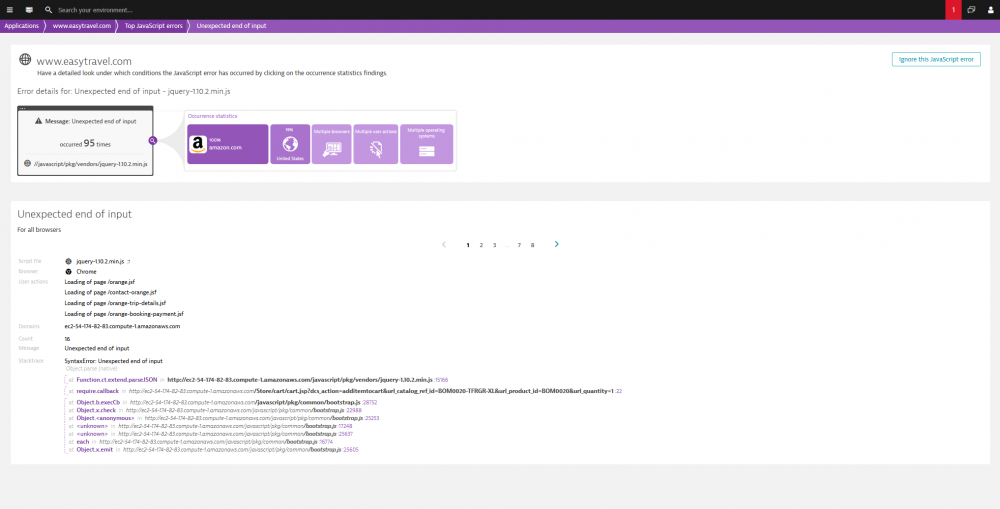 Search your environment...
1
Applications
www.easytravel.com
Top JavaScript errors
Unexpected end of input
www.easytravel.com
Ignore this JavaScript error
Have a detailed look under which conditions the JavaScript error has occurred by clicking on the occurrence statistics findings.
Error details for: Unexpected end of input - jquery-1.10.2.min.js
Message: Unexpected end of input
occurred 95 times
//javascript/pkg/vendors/jquery-1.10.2.min.js
Occurrence statistics
amazon.com
United States
Multiple browsers
Multiple user actions
Multiple operating systems
Unexpected end of input
For all browsers
1 2 3 ... 7 8
Script file jquery-1.10.2.min.js
Browser Chrome
User actions Loading of page /orange.jsf
Loading of page /contact-orange.jsf
Loading of page /orange-trip-details.jsf
Loading of page /orange-booking-payment.jsf
Domains ec2-54-174-82-83.compute-1.amazonaws.com
Count 16
Message Unexpected end of input
Stacktrace SyntaxError: Unexpected end of input
Object.parse (native)
at Function.ct.extend.parseJSON in http://ec2-54-174-82-83.compute-1.amazonaws.com/javascript/pkg/vendors/jquery-1.10.2.min.js:15166
at require.callback in http://ec2-54-174-82-83.compute-1.amazonaws.com/Store/cart/cart.jsp?dcs_action=additemtocart&url_catalog_ref_id=BOM0020-TFRGR-XL&url_product_id=BOM0020&url_quantity=1:22
at Object.b.execCb in http://ec2-54-174-82-83.compute-1.amazonaws.com/javascript/pkg/common/bootstrap.js:28752
at Object.x.check in http://ec2-54-174-82-83.compute-1.amazonaws.com/javascript/pkg/common/bootstrap.js:22988
at Object.<anonymous> in http://ec2-54-174-82-83.compute-1.amazonaws.com/javascript/pkg/common/bootstrap.js:25253
at <unknown> in http://ec2-54-174-82-83.compute-1.amazonaws.com/javascript/pkg/common/bootstrap.js:17248
at <unknown> in http://ec2-54-174-82-83.compute-1.amazonaws.com/javascript/pkg/common/bootstrap.js:25637
at each in http://ec2-54-174-82-83.compute-1.amazonaws.com/javascript/pkg/common/bootstrap.js:16774
at Object.x.emit in http://ec2-54-174-82-83.compute-1.amazonaws.com/javascript/pkg/common/bootstrap.js:25605